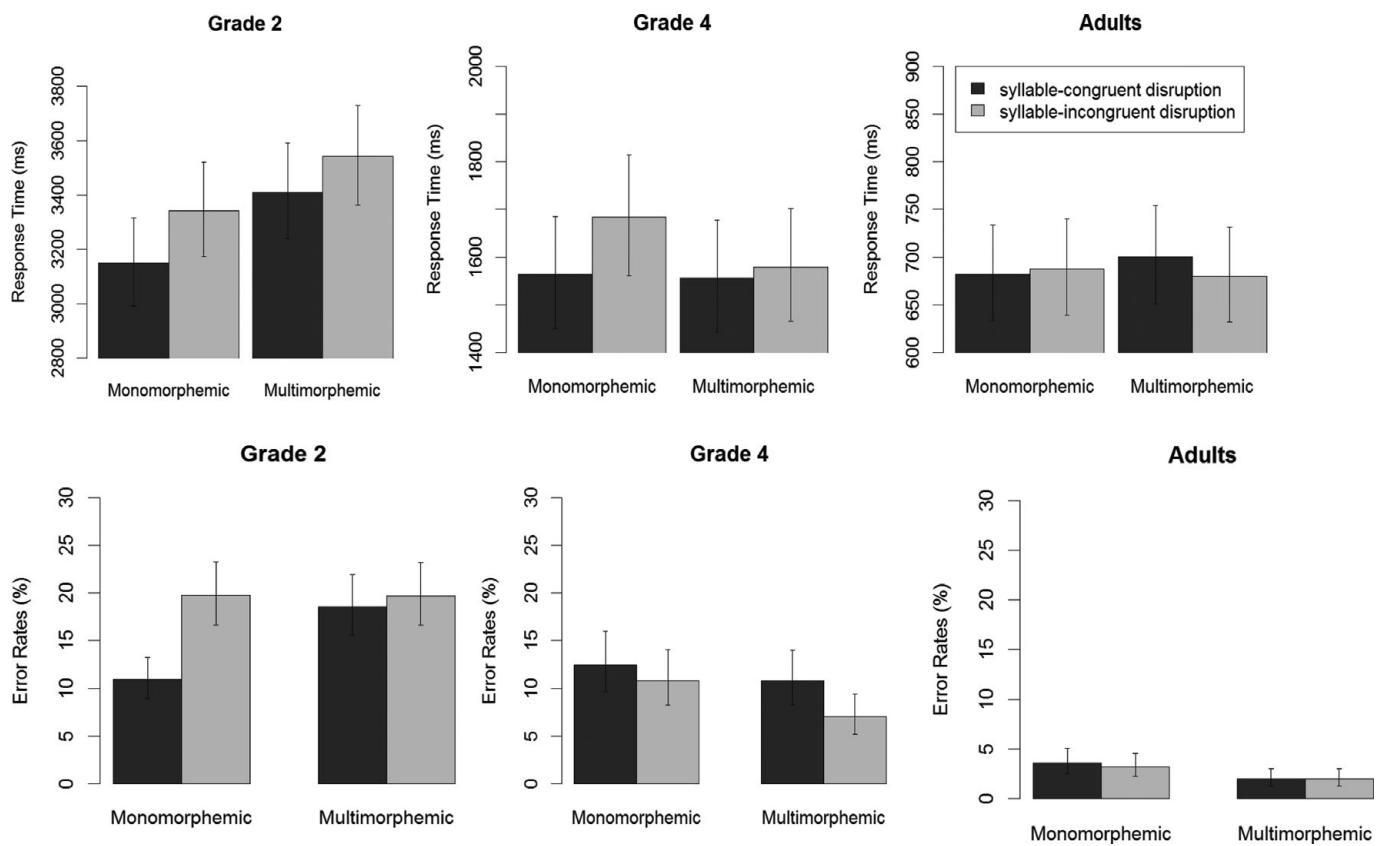 Grade 2
Response Time (ms)
3800
3600
3400
3200
3000
2800
Monomorphemic Multimorphemic
Grade 4
Response Time (ms)
2000
1800
1600
1400
Monomorphemic Multimorphemic
Adults
Response Time (ms)
900
850
800
750
700
650
600
syllable-congruent disruption
syllable-incongruent disruption
Monomorphemic Multimorphemic
Grade 2
Error Rates (%)
30
25
20
15
10
5
0
Monomorphemic Multimorphemic
Grade 4
Error Rates (%)
30
25
20
15
10
5
0
Monomorphemic Multimorphemic
Adults
Error Rates (%)
30
25
20
15
10
5
0
Monomorphemic Multimorphemic